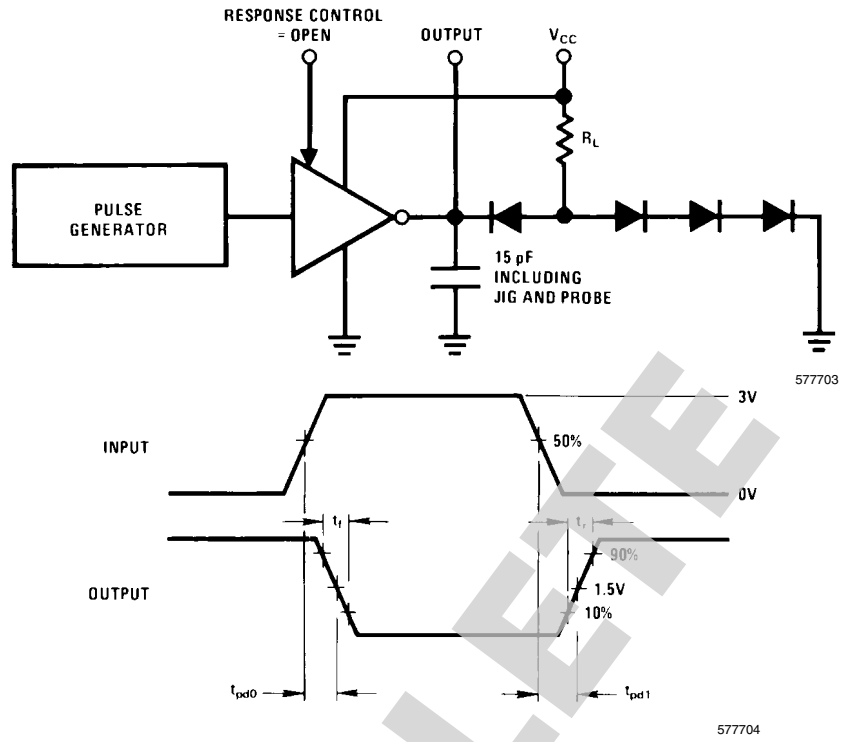 RESPONSE CONTROL
= OPEN
OUTPUT
VCC
RL
PULSE
GENERATOR
15 pF
INCLUDING
JIG AND PROBE
577703
3V
INPUT
50%
0V
tf
tr
90%
OUTPUT
1.5V
10%
tpd0
tpd1
577704
LETE